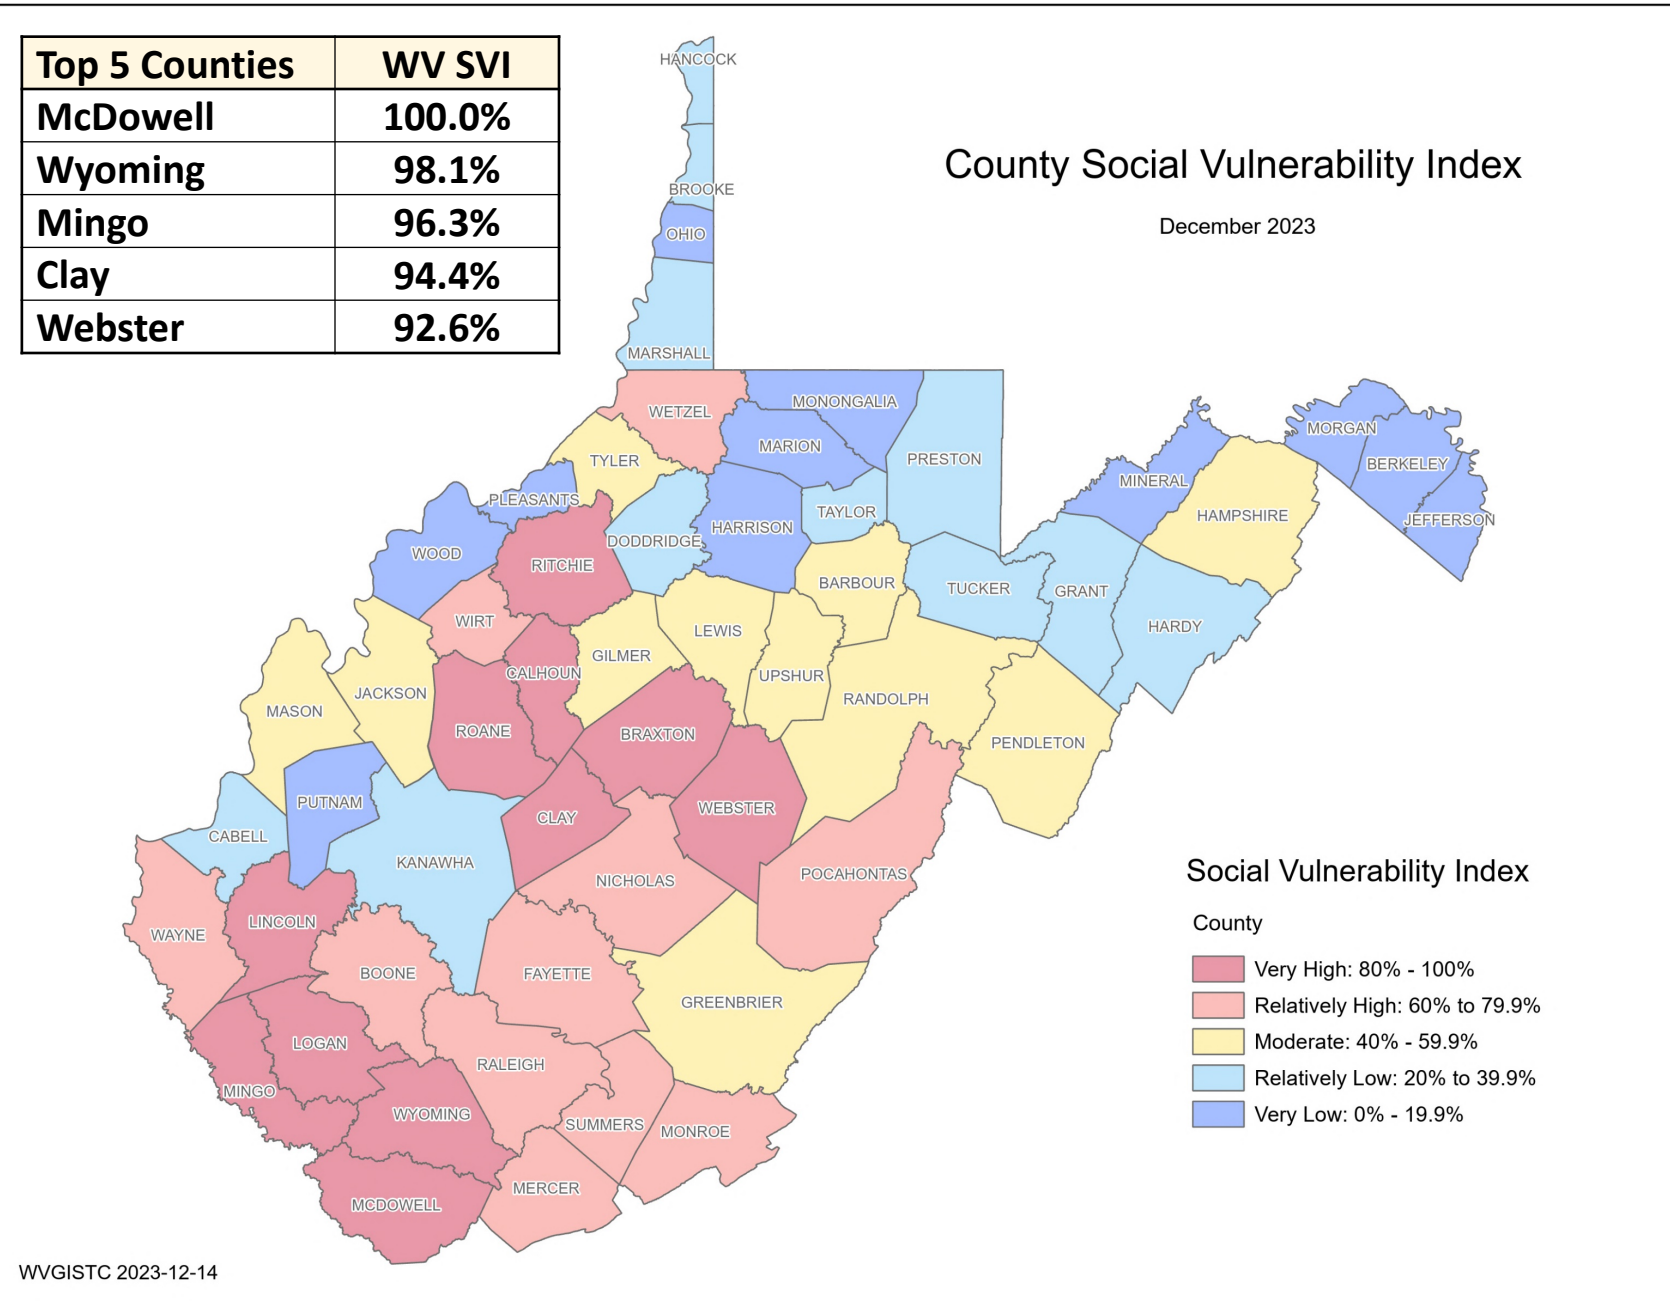 Top 5 Counties WV SVI
McDowell 100.0%
Wyoming 98.1%
Mingo 96.3%
Clay 94.4%
Webster 92.6%
County Social Vulnerability Index
December 2023
HANCOCK
BROOKE
OHIO
MARSHALL
WETZEL
MONONGALIA
MARION
PRESTON
TYLER
PLEASANTS
HARRISON
TAYLOR
DODDRIDGE
WOOD
RITCHIE
MORGAN
BERKELEY
MINERAL
HAMPSHIRE
JEFFERSON
BARBOUR
TUCKER
GRANT
HARDY
WIRT
LEWIS
GILMER
CALHOUN
UPSHUR
RANDOLPH
JACKSON
MASON
ROANE
BRAXTON
PENDLETON
PUTNAM
CLAY
WEBSTER
CABELL
KANAWHA
NICHOLAS
POCAHONTAS
LINCOLN
WAYNE
BOONE
FAYETTE
GREENBRIER
LOGAN
RALEIGH
MINGO
WYOMING
SUMMERS
MONROE
MERCER
MCDOWELL
Social Vulnerability Index
County
Very High: 80% - 100%
Relatively High: 60% to 79.9%
Moderate: 40% - 59.9%
Relatively Low: 20% to 39.9%
Very Low: 0% - 19.9%
WVGISTC 2023-12-14